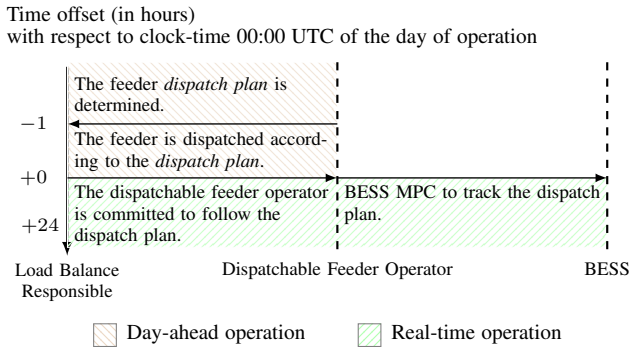 Time offset (in hours)
with respect to clock-time 00:00 UTC of the day of operation
The feeder dispatch plan is
determined.
−1
The feeder is dispatched accord-
ing to the dispatch plan.
+0
The dispatchable feeder operator
is committed to follow the
dispatch plan.
BESS MPC to track the dispatch
plan.
+24
Load Balance
Responsible
Dispatchable Feeder Operator
BESS
Day-ahead operation
Real-time operation